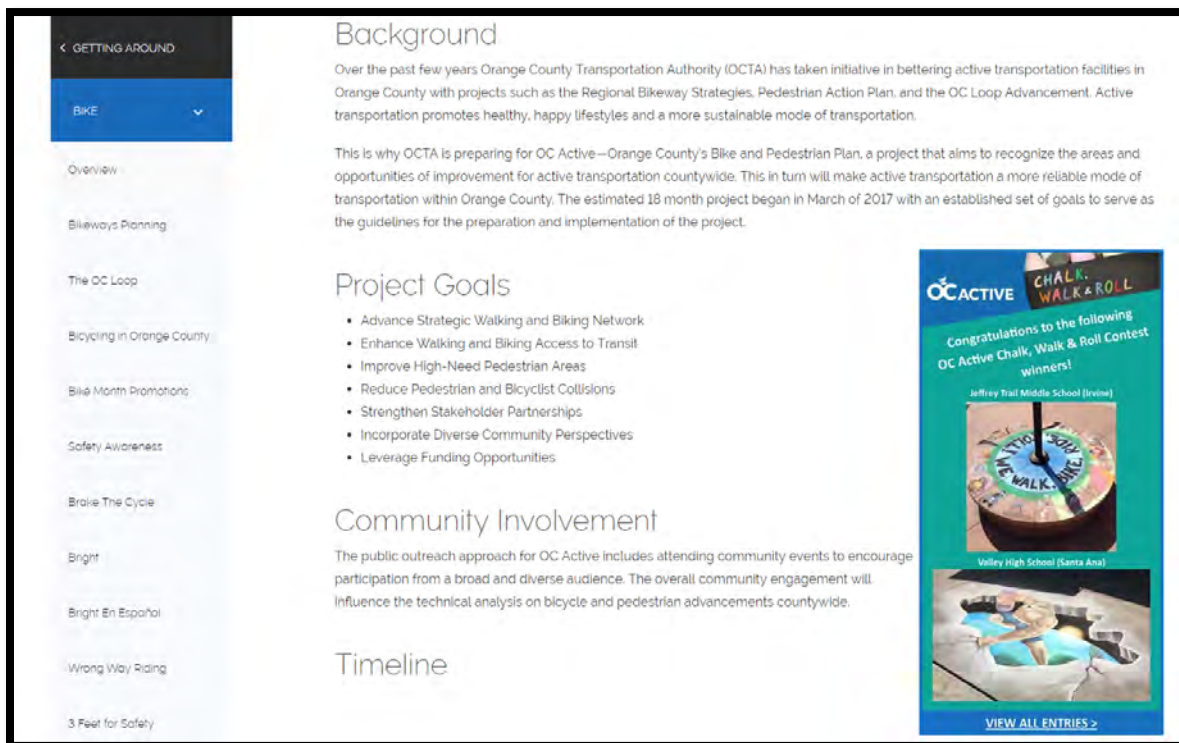 < GETTING AROUND
BIKE
Overview
Bikeways Planning
The OC Loop
Bicycling in Orange County
Bike Month Promotions
Safety Awareness
Brake The Cycle
Bright
Bright En Español
Wrong Way Riding
3 Feet for Safety
Background
Over the past few years Orange County Transportation Authority (OCTA) has taken initiative in bettering active transportation facilities in
Orange County with projects such as the Regional Bikeway Strategies, Pedestrian Action Plan, and the OC Loop Advancement. Active
transportation promotes healthy, happy lifestyles and a more sustainable mode of transportation.
This is why OCTA is preparing for OC Active—Orange County's Bike and Pedestrian Plan, a project that aims to recognize the areas and
opportunities of improvement for active transportation countywide. This in turn will make active transportation a more reliable mode of
transportation within Orange County. The estimated 18 month project began in March of 2017 with an established set of goals to serve as
the guidelines for the preparation and implementation of the project.
Project Goals
• Advance Strategic Walking and Biking Network
• Enhance Walking and Biking Access to Transit
• Improve High-Need Pedestrian Areas
• Reduce Pedestrian and Bicyclist Collisions
• Strengthen Stakeholder Partnerships
• Incorporate Diverse Community Perspectives
• Leverage Funding Opportunities
Community Involvement
The public outreach approach for OC Active includes attending community events to encourage
participation from a broad and diverse audience. The overall community engagement will
influence the technical analysis on bicycle and pedestrian advancements countywide.
Timeline
OC ACTIVE
CHALK,
WALK & ROLL
Congratulations to the following
OC Active Chalk, Walk & Roll Contest
winners!
Jeffrey Trail Middle School (Irvine)
WE WALK, BIKE, RIDE, ROLL IT
Valley High School (Santa Ana)
VIEW ALL ENTRIES >